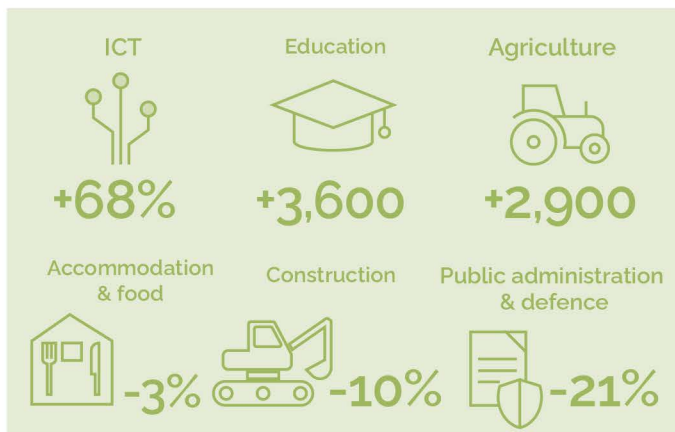 ICT
Education
Agriculture
+68%
+3,600
+2,900
Accommodation
& food
Construction
Public administration
& defence
-3%
-10%
-21%